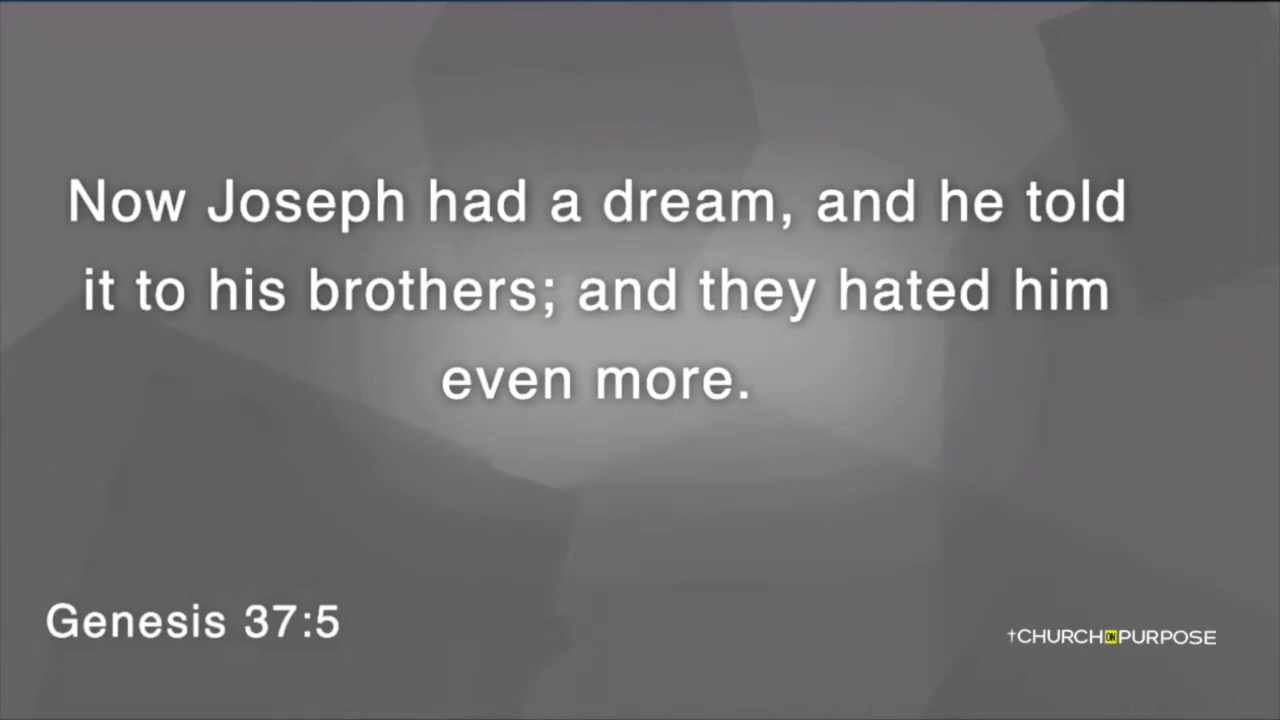 Now Joseph had a dream, and he told
it to his brothers; and they hated him
even more.
Genesis 37:5
†CHURCH ON PURPOSE